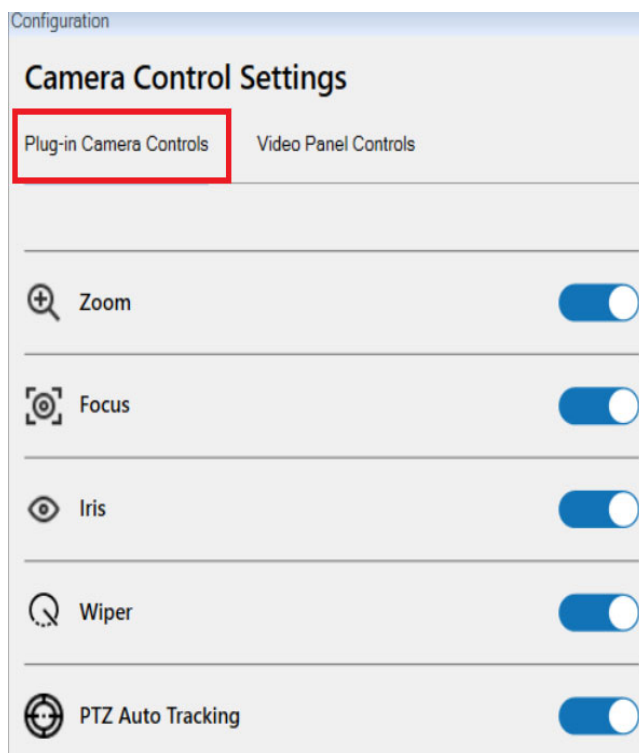 Configuration
Camera Control Settings
Plug-in Camera Controls Video Panel Controls
Zoom
Focus
Iris
Wiper
PTZ Auto Tracking